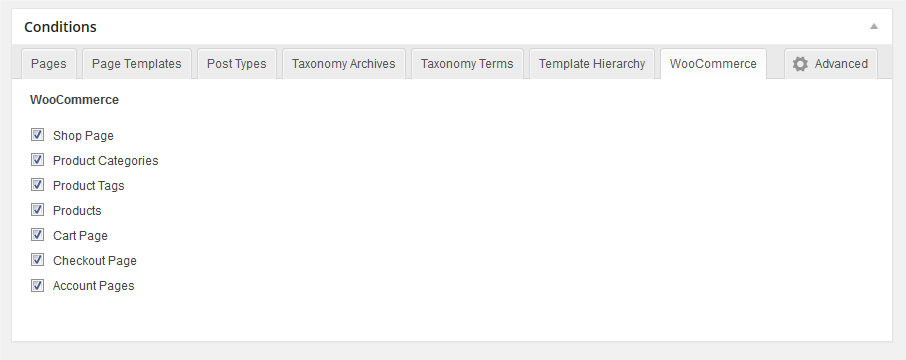 Conditions
Pages Page Templates Post Types Taxonomy Archives Taxonomy Terms Template Hierarchy WooCommerce Advanced
WooCommerce
Shop Page
Product Categories
Product Tags
Products
Cart Page
Checkout Page
Account Pages